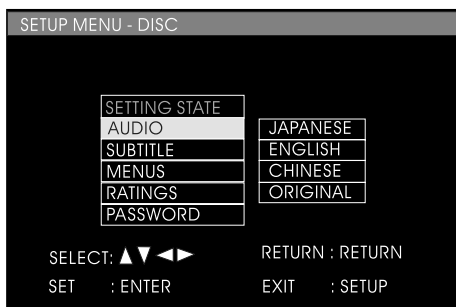 SETUP MENU - DISC
SETTING STATE
AUDIO
SUBTITLE
MENUS
RATINGS
PASSWORD
JAPANESE
ENGLISH
CHINESE
ORIGINAL
SELECT: ▲▼◀▶ RETURN : RETURN
SET : ENTER EXIT : SETUP